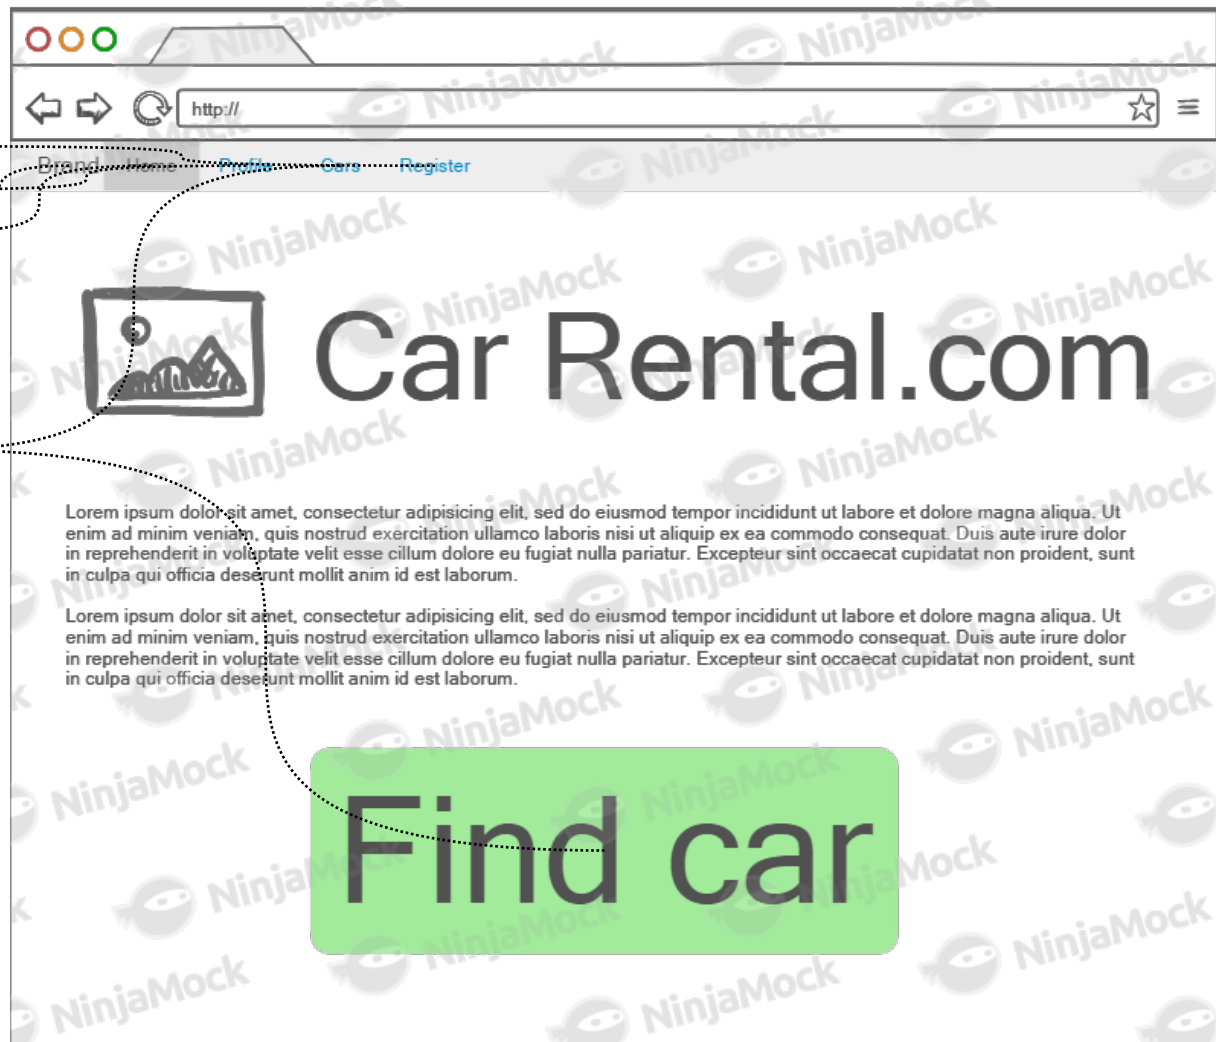 http://
Brand Home Profile Cars Register
Car Rental.com
Lorem ipsum dolor sit amet, consectetur adipisicing elit, sed do eiusmod tempor incididunt ut labore et dolore magna aliqua. Ut
enim ad minim veniam, quis nostrud exercitation ullamco laboris nisi ut aliquip ex ea commodo consequat. Duis aute irure dolor
in reprehenderit in voluptate velit esse cillum dolore eu fugiat nulla pariatur. Excepteur sint occaecat cupidatat non proident, sunt
in culpa qui officia deserunt mollit anim id est laborum.
Lorem ipsum dolor sit amet, consectetur adipisicing elit, sed do eiusmod tempor incididunt ut labore et dolore magna aliqua. Ut
enim ad minim veniam, quis nostrud exercitation ullamco laboris nisi ut aliquip ex ea commodo consequat. Duis aute irure dolor
in reprehenderit in voluptate velit esse cillum dolore eu fugiat nulla pariatur. Excepteur sint occaecat cupidatat non proident, sunt
in culpa qui officia deserunt mollit anim id est laborum.
Find car
NinjaMock